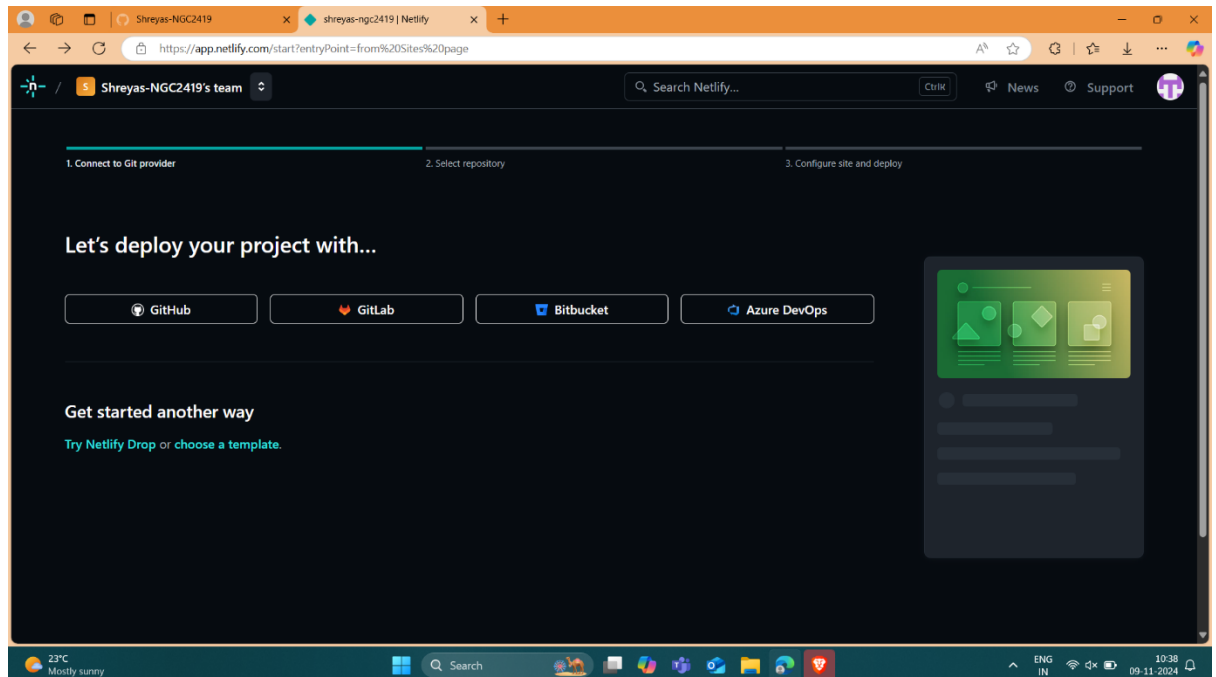 Shreyas-NGC2419
shreyas-ngc2419 | Netlify
https://app.netlify.com/start?entryPoint=from%20Sites%20page
S Shreyas-NGC2419's team
Search Netlify...
Ctrl K
News
Support
1. Connect to Git provider
2. Select repository
3. Configure site and deploy
Let's deploy your project with...
GitHub
GitLab
Bitbucket
Azure DevOps
Get started another way
Try Netlify Drop or choose a template.
23°C
Mostly sunny
Search
ENG
IN
10:38
09-11-2024